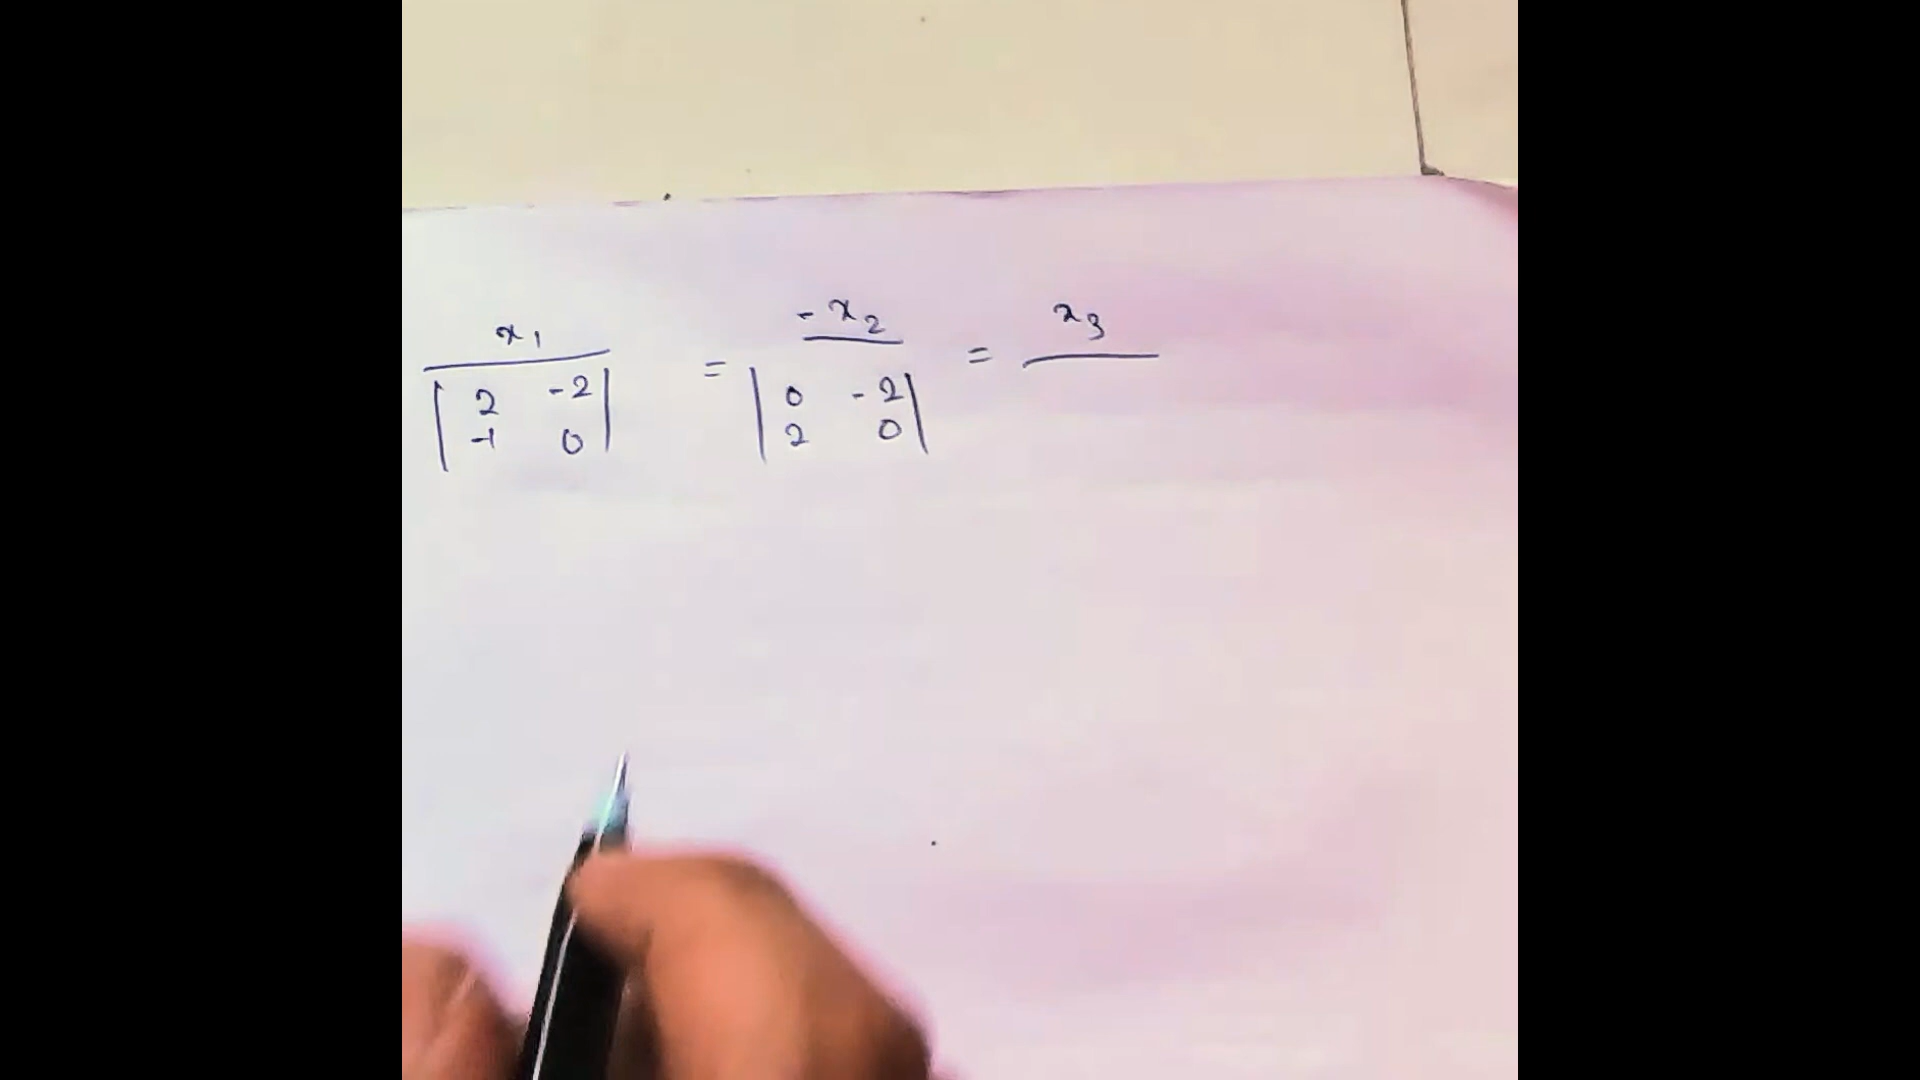 x1 = - x2 = x3
| 2 -2 | | 0 - 2 |
| -1 0 | | 2 0 |